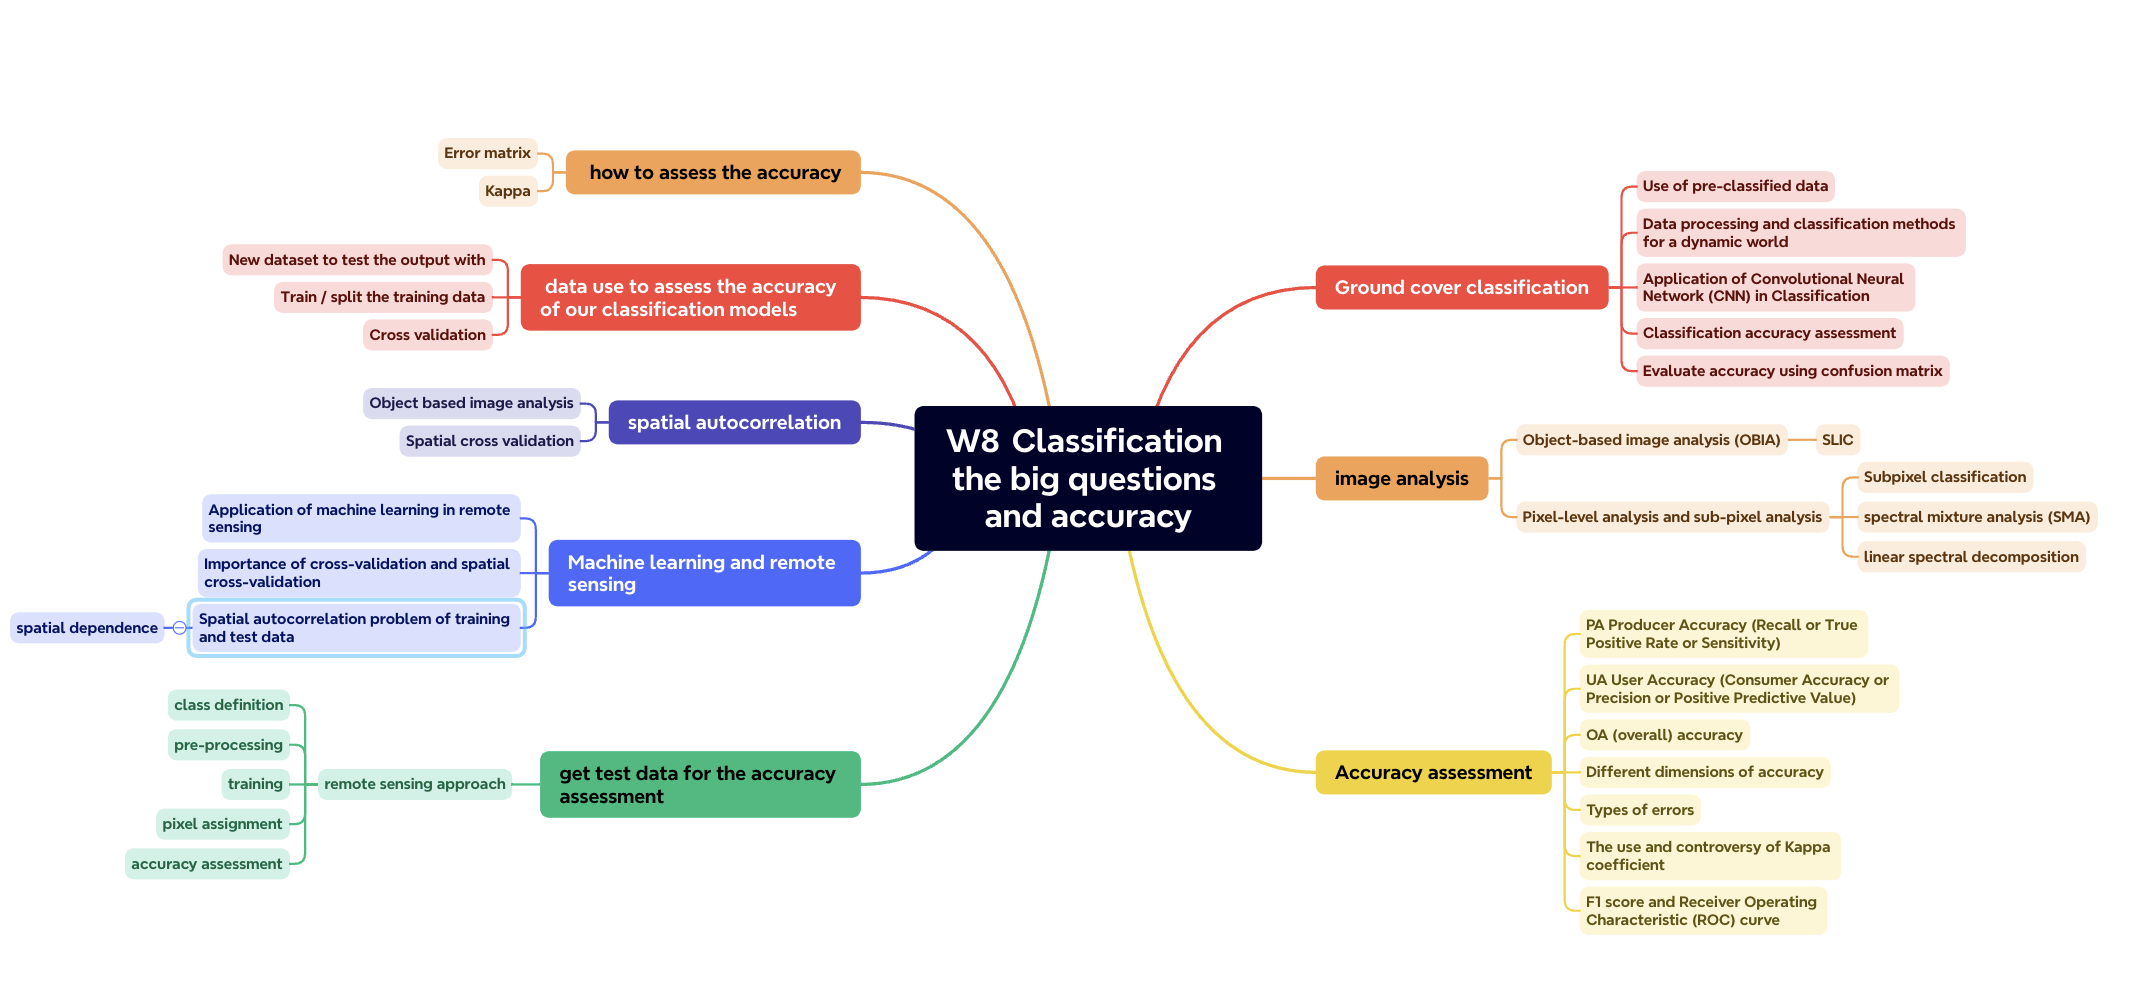 W8 Classification
the big questions
and accuracy
how to assess the accuracy
Error matrix
Kappa
data use to assess the accuracy
of our classification models
New dataset to test the output with
Train / split the training data
Cross validation
spatial autocorrelation
Object based image analysis
Spatial cross validation
Machine learning and remote
sensing
Application of machine learning in remote
sensing
Importance of cross-validation and spatial
cross-validation
Spatial autocorrelation problem of training
and test data
spatial dependence
get test data for the accuracy
assessment
remote sensing approach
class definition
pre-processing
training
pixel assignment
accuracy assessment
Ground cover classification
Use of pre-classified data
Data processing and classification methods
for a dynamic world
Application of Convolutional Neural
Network (CNN) in Classification
Classification accuracy assessment
Evaluate accuracy using confusion matrix
image analysis
Object-based image analysis (OBIA)
SLIC
Pixel-level analysis and sub-pixel analysis
Subpixel classification
spectral mixture analysis (SMA)
linear spectral decomposition
Accuracy assessment
PA Producer Accuracy (Recall or True
Positive Rate or Sensitivity)
UA User Accuracy (Consumer Accuracy or
Precision or Positive Predictive Value)
OA (overall) accuracy
Different dimensions of accuracy
Types of errors
The use and controversy of Kappa
coefficient
F1 score and Receiver Operating
Characteristic (ROC) curve